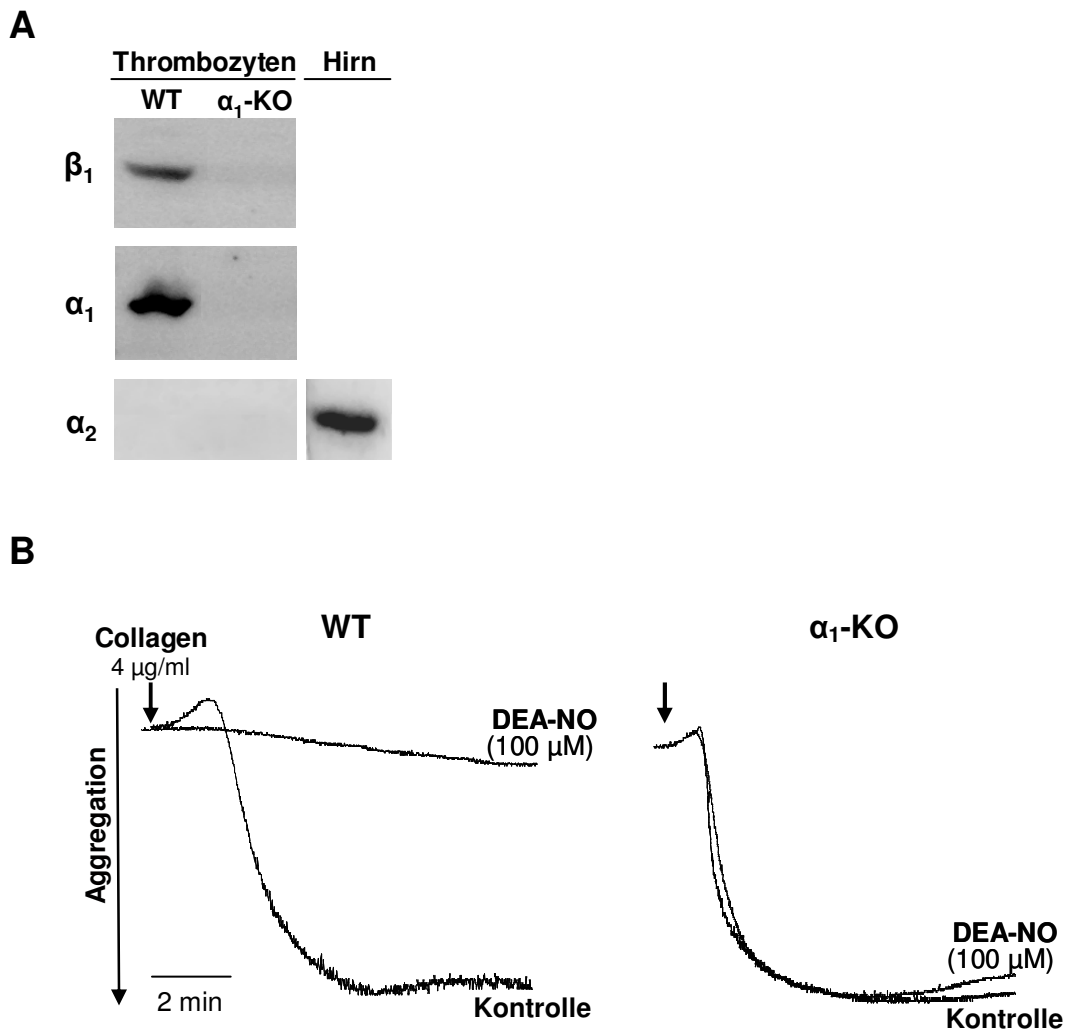 A
Thrombozyten Hirn
WT α1-KO
β1
α1
α2
B
WT
Collagen
4 µg/ml
DEA-NO
(100 µM)
Aggregation
2 min
Kontrolle
α1-KO
DEA-NO
(100 µM)
Kontrolle